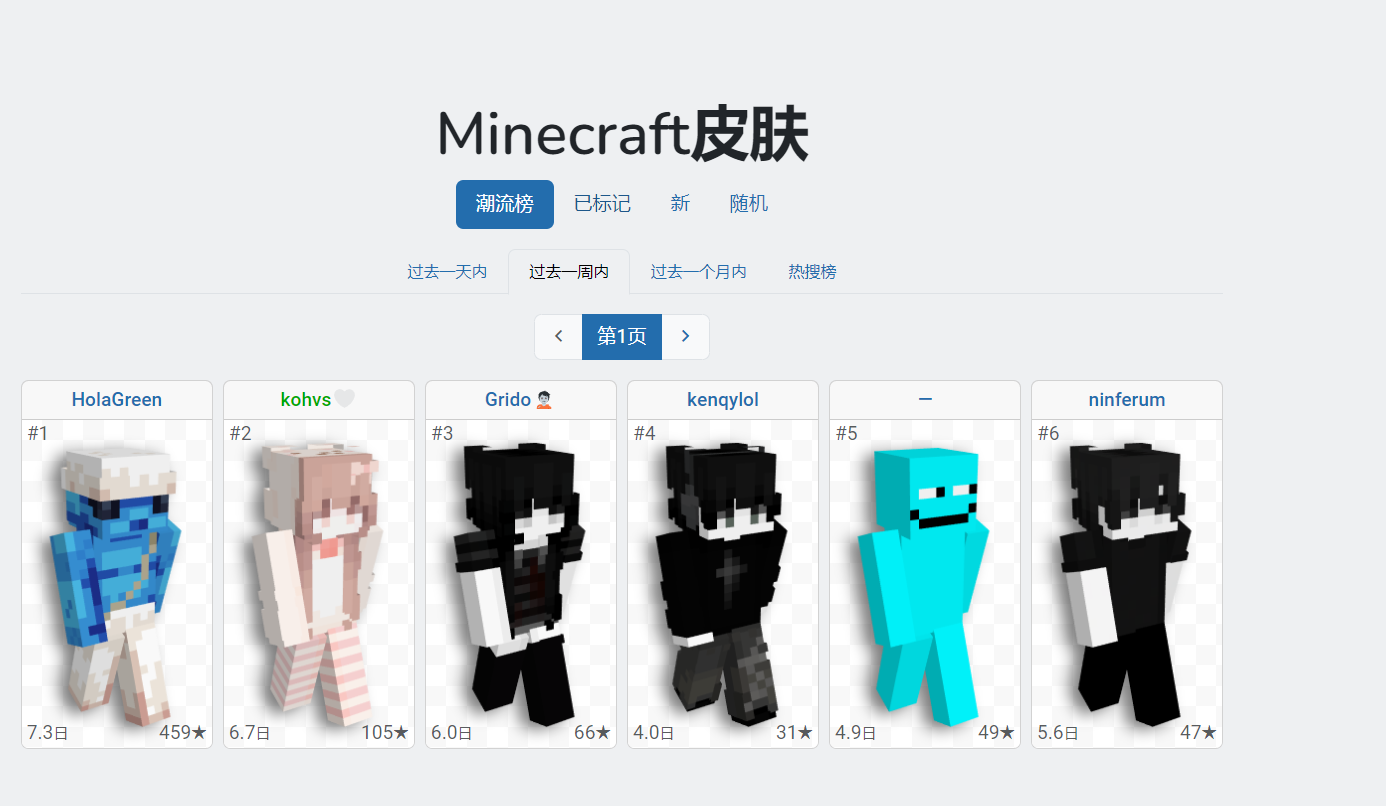 Minecraft皮肤
潮流榜 已标记 新 随机
过去一天内 过去一周内 过去一个月内 热搜榜
第1页
HolaGreen kohvs Grido kenqylol — ninferum
#1 #2 #3 #4 #5 #6
7.3日 459★ 6.7日 105★ 6.0日 66★ 4.0日 31★ 4.9日 49★ 5.6日 47★